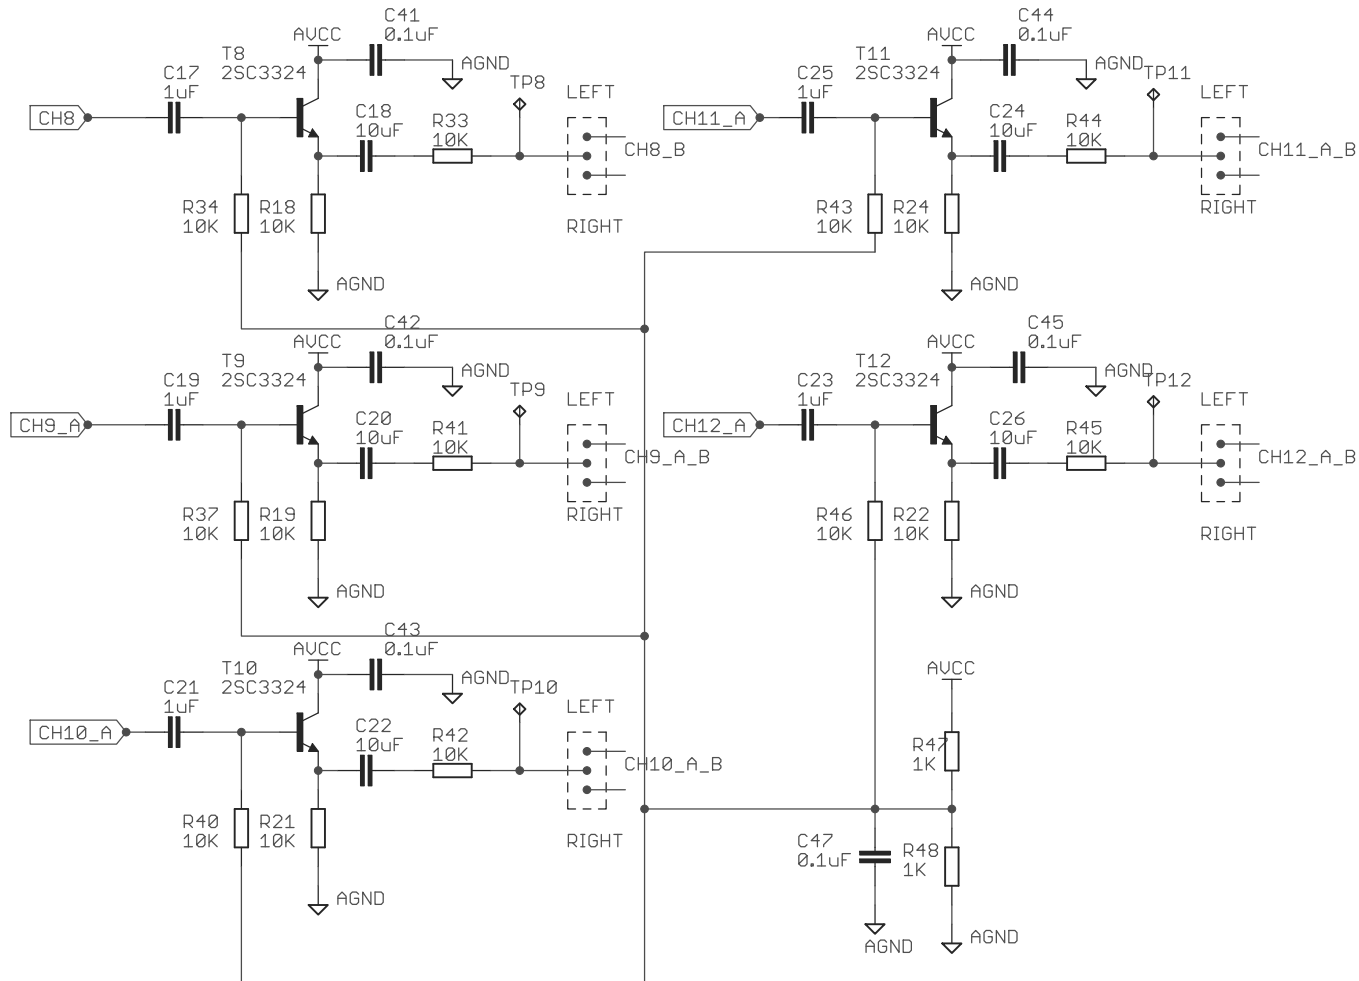 C41
0.1uF
AVCC
AGND
T8
2SC3324
C17
1uF
CH8
C18
10uF
R33
10K
TP8
LEFT
CH8_B
RIGHT
R34
10K
R18
10K
AGND
C44
0.1uF
AVCC
AGND
T11
2SC3324
C25
1uF
CH11_A
C24
10uF
R44
10K
TP11
LEFT
CH11_A_B
RIGHT
R43
10K
R24
10K
AGND
C42
0.1uF
AVCC
AGND
T9
2SC3324
C19
1uF
CH9_A
C20
10uF
R41
10K
TP9
LEFT
CH9_A_B
RIGHT
R37
10K
R19
10K
AGND
C45
0.1uF
AVCC
AGND
T12
2SC3324
C23
1uF
CH12_A
C26
10uF
R45
10K
TP12
LEFT
CH12_A_B
RIGHT
R46
10K
R22
10K
AGND
C43
0.1uF
AVCC
AGND
T10
2SC3324
C21
1uF
CH10_A
C22
10uF
R42
10K
TP10
LEFT
CH10_A_B
RIGHT
R40
10K
R21
10K
AGND
AVCC
R47
1K
C47
0.1uF
R48
1K
AGND
AGND